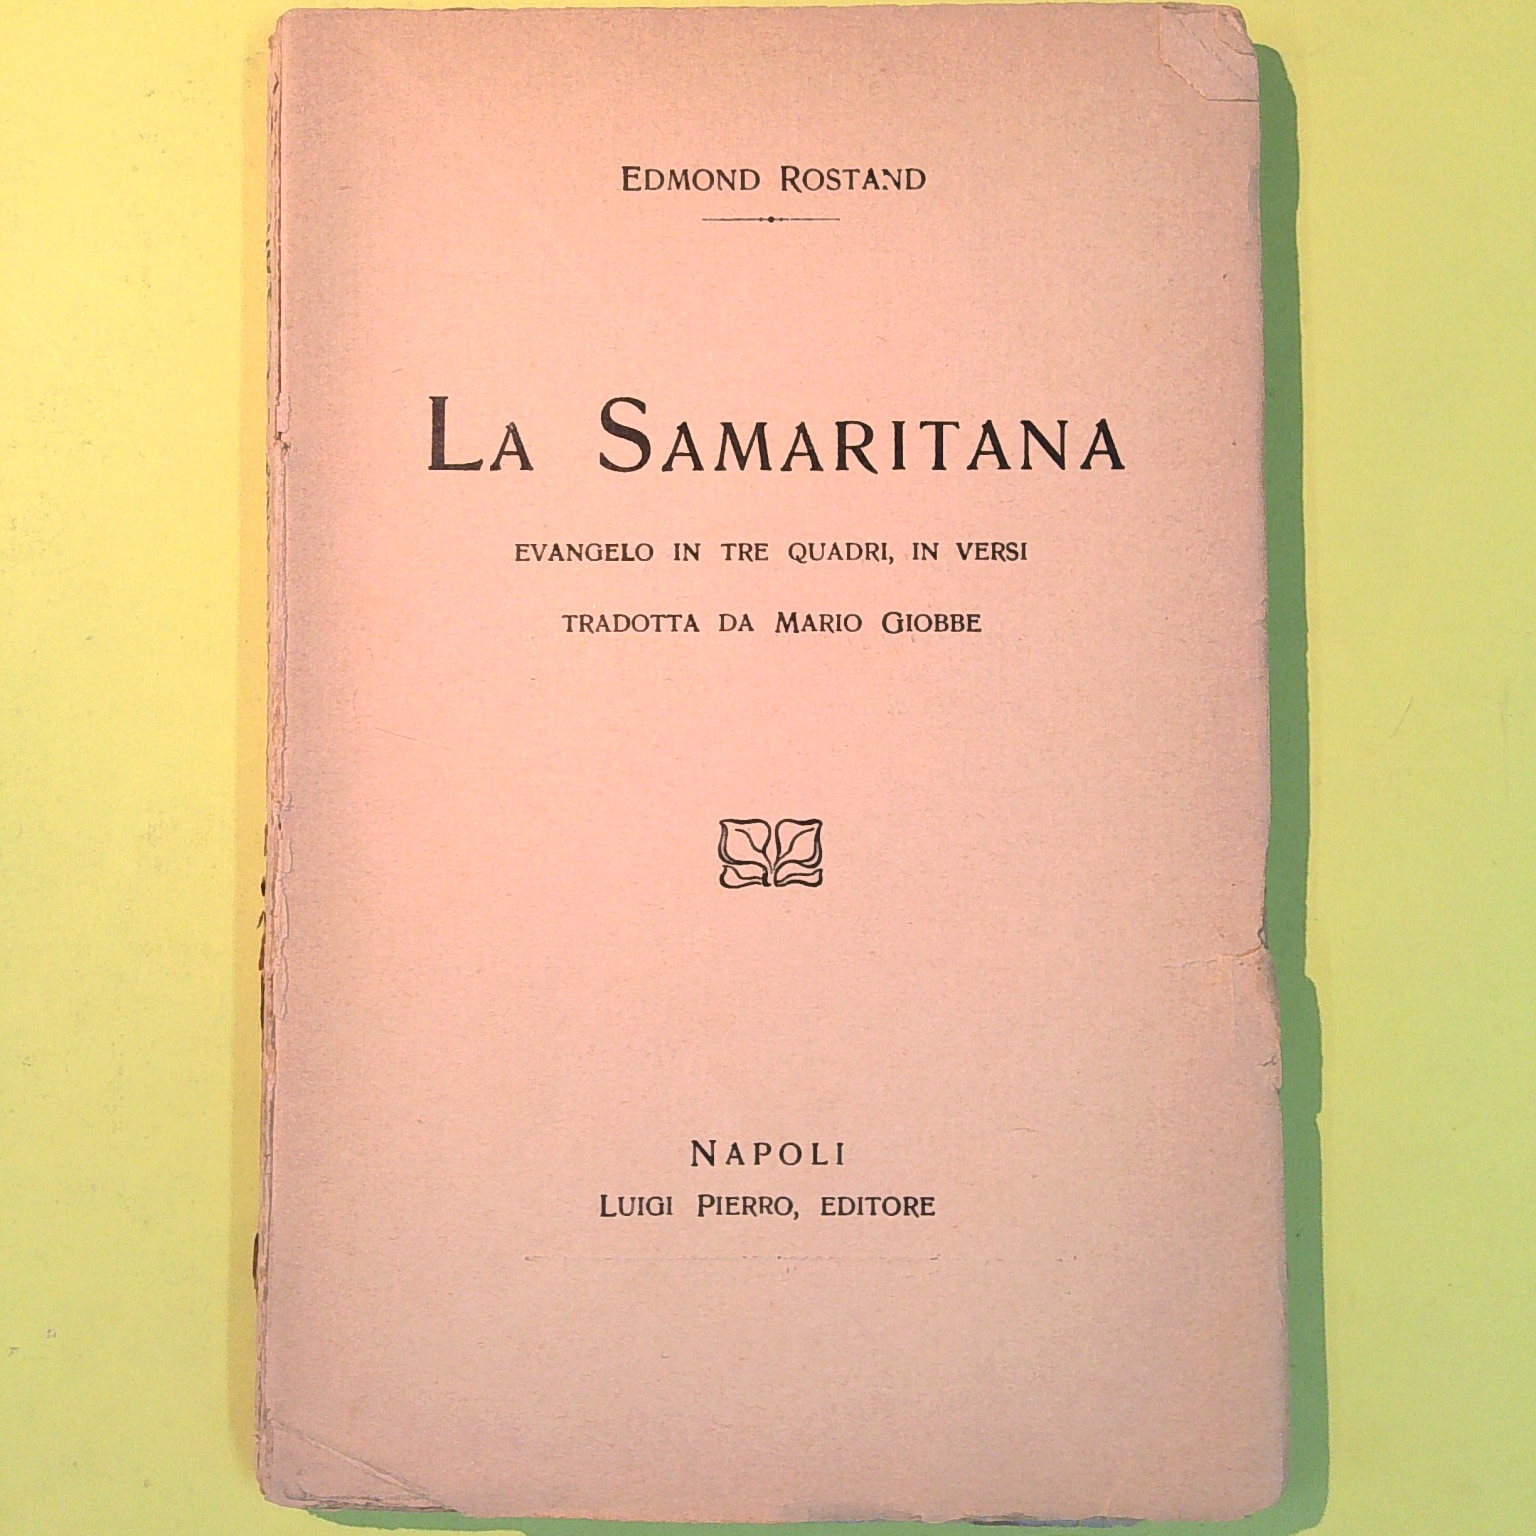 EDMOND ROSTAND
LA SAMARITANA
EVANGELO IN TRE QUADRI, IN VERSI
TRADOTTA DA MARIO GIOBBE
NAPOLI
LUIGI PIERRO, EDITORE